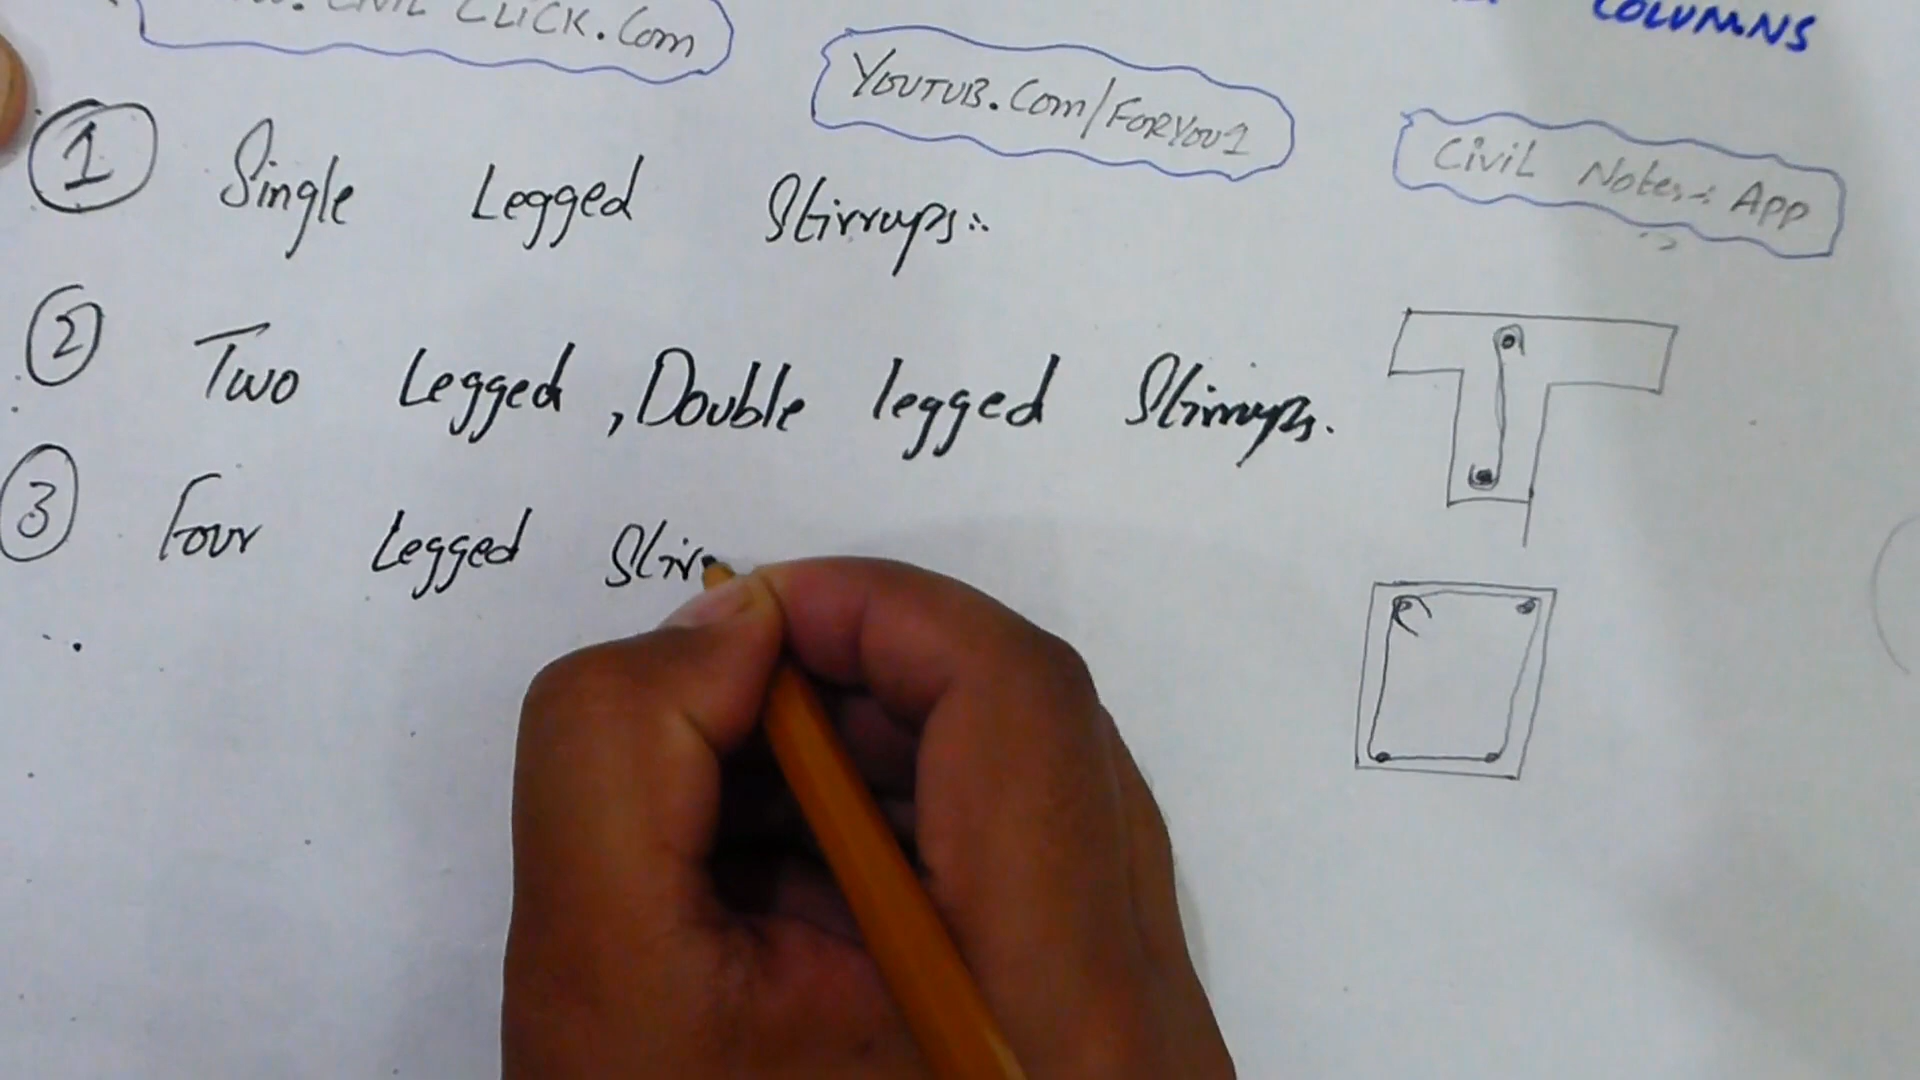 CIVIL CLICK.Com
COLUMNS
YOUTUB.Com/FORYOU1
CIVIL Notes App
1 Single Legged Stirrups
2 Two Legged, Double legged Stirrups.
3 Four Legged Stirr